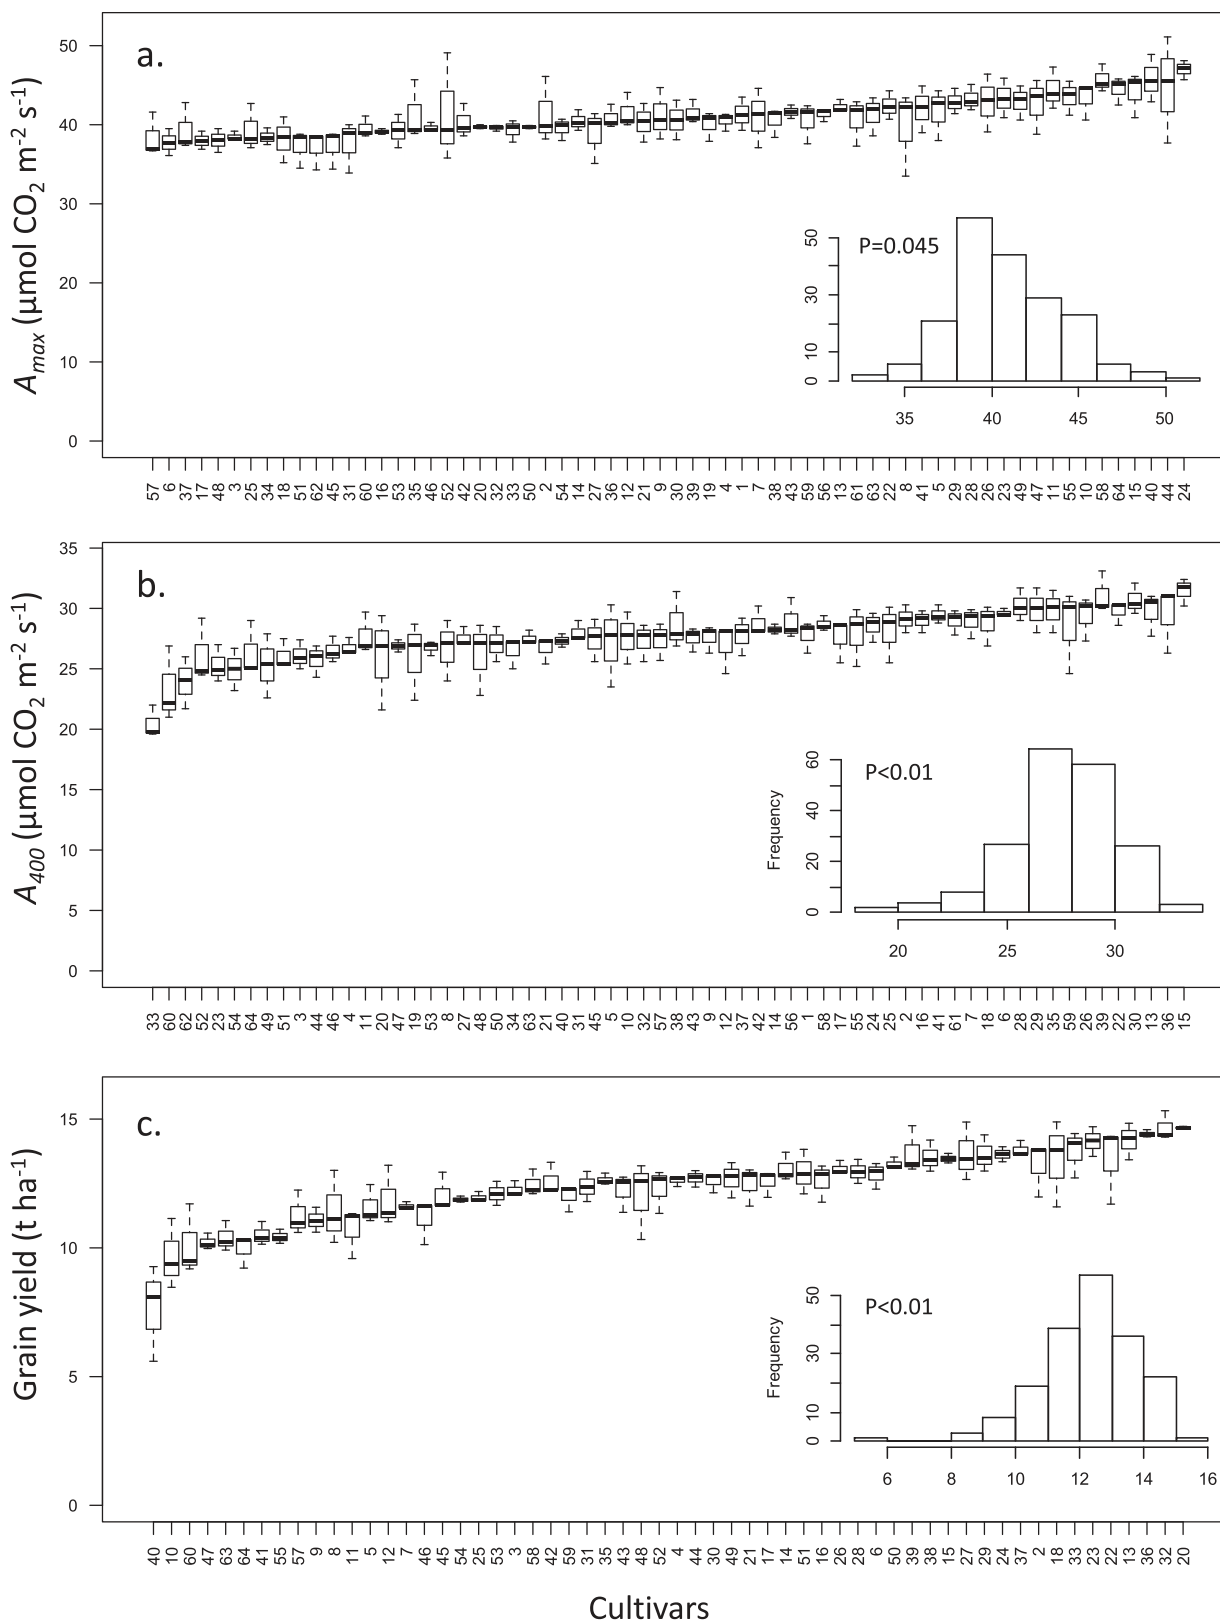 a.
A_max (µmol CO₂ m⁻² s⁻¹)
50
40
30
20
10
0
P=0.045
50
30
10
0
35 40 45 50
57 6 37 17 48 3 25 34 18 51 62 45 31 60 16 53 35 46 52 42 20 32 33 50 2 54 14 27 36 12 21 9 30 39 19 4 1 7 38 43 59 56 13 61 63 22 8 41 5 29 28 26 23 49 47 11 55 10 58 64 15 40 44 24
b.
A_400 (µmol CO₂ m⁻² s⁻¹)
35
30
25
20
15
10
5
0
P<0.01
Frequency
60
40
20
0
20 25 30
33 60 62 52 23 54 64 49 51 3 44 46 4 11 20 47 19 53 8 27 48 50 34 63 21 40 31 45 5 10 32 57 38 43 9 12 37 42 14 56 1 58 17 55 24 25 2 16 41 61 7 18 6 28 29 35 59 26 39 22 30 13 36 15
c.
Grain yield (t ha⁻¹)
15
10
5
0
P<0.01
Frequency
50
30
10
0
6 8 10 12 14 16
40 10 60 47 63 64 41 55 57 9 8 11 5 12 7 46 45 54 25 53 3 58 42 59 31 35 43 48 52 4 44 30 49 21 17 14 51 16 26 28 6 50 39 38 15 27 29 24 37 2 18 33 23 22 13 36 32 20
Cultivars